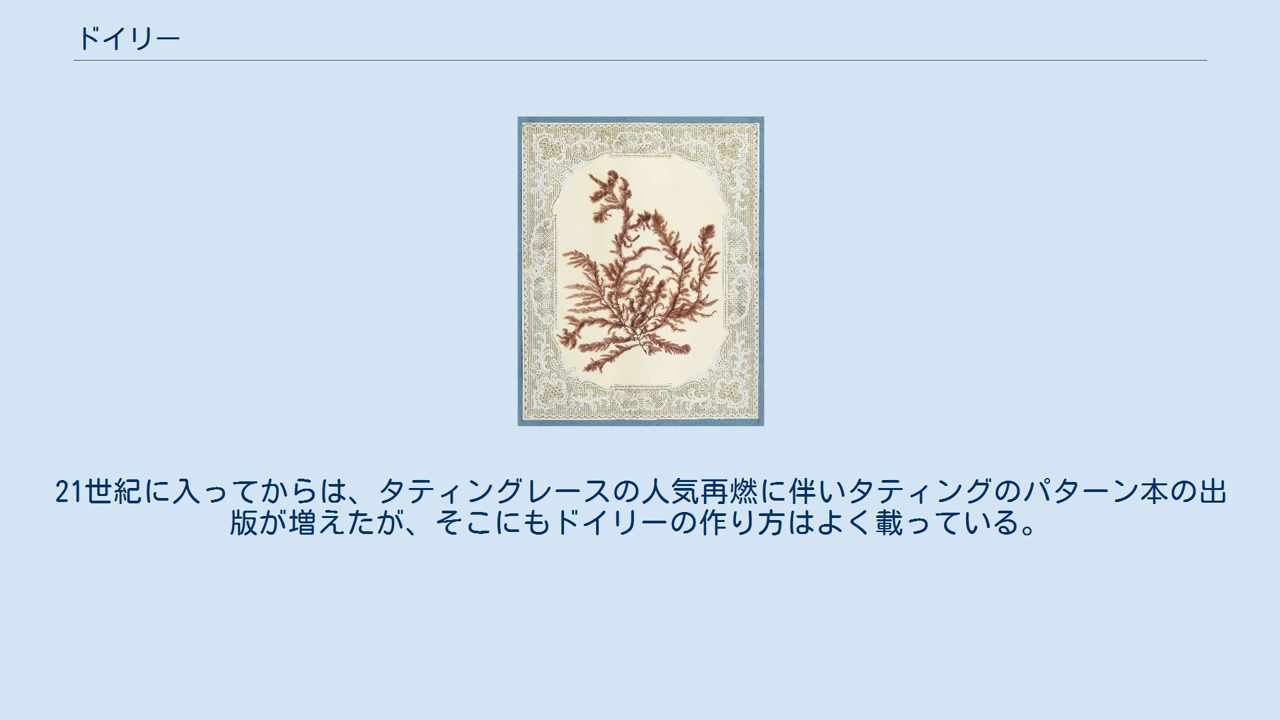 ドイリー
21世紀に入ってからは、タティングレースの人気再燃に伴いタティングのパターン本の出
版が増えたが、そこにもドイリーの作り方はよく載っている。